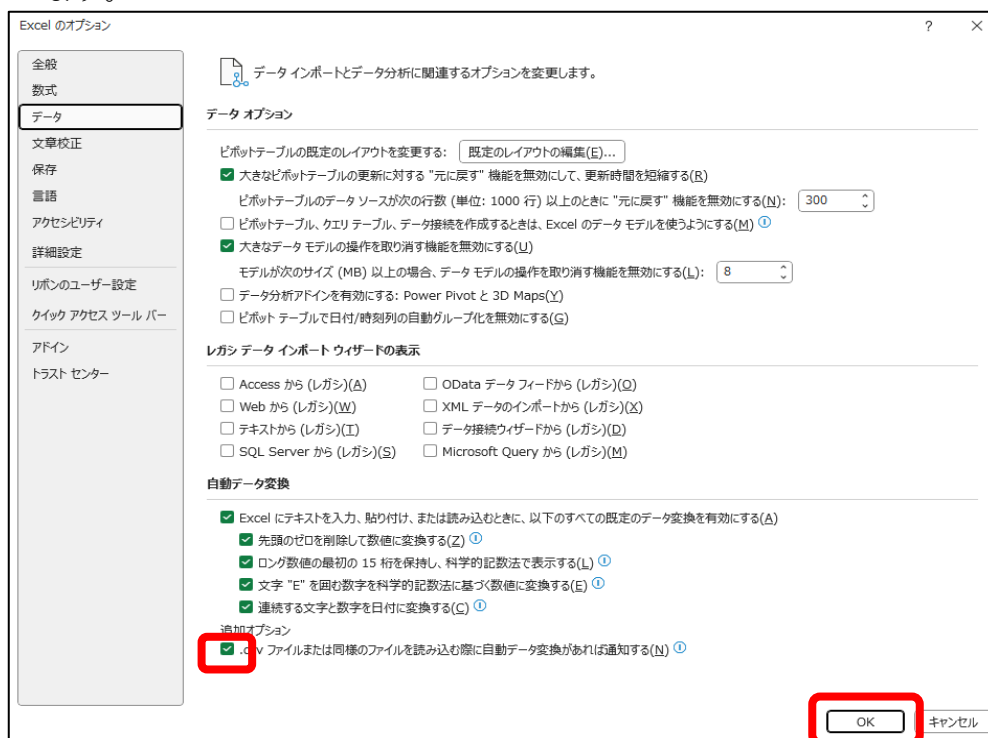 Excel のオプション
?
全般
数式
データ
文章校正
保存
言語
アクセシビリティ
詳細設定
リボンのユーザー設定
クイック アクセス ツール バー
アドイン
トラスト センター
データ インポートとデータ分析に関連するオプションを変更します。
データ オプション
ピボットテーブルの既定のレイアウトを変更する: 既定のレイアウトの編集(E)...
大きなピボットテーブルの更新に対する "元に戻す" 機能を無効にして、更新時間を短縮する(R)
ピボットテーブルのデータ ソースが次の行数 (単位: 1000 行) 以上のときに "元に戻す" 機能を無効にする(N): 300
ピボットテーブル、クエリ テーブル、データ接続を作成するときは、Excel のデータ モデルを使うようにする(M)
大きなデータ モデルの操作を取り消す機能を無効にする(U)
モデルが次のサイズ (MB) 以上の場合、データ モデルの操作を取り消す機能を無効にする(L): 8
データ分析アドインを有効にする: Power Pivot と 3D Maps(Y)
ピボット テーブルで日付/時刻列の自動グループ化を無効にする(G)
レガシ データ インポート ウィザードの表示
Access から (レガシ)(A) OData データ フィードから (レガシ)(O)
Web から (レガシ)(W) XML データのインポートから (レガシ)(X)
テキストから (レガシ)(T) データ接続ウィザードから (レガシ)(D)
SQL Server から (レガシ)(S) Microsoft Query から (レガシ)(M)
自動データ変換
Excel にテキストを入力、貼り付け、または読み込むときに、以下のすべての既定のデータ変換を有効にする(A)
先頭のゼロを削除して数値に変換する(Z)
ロング数値の最初の 15 桁を保持し、科学的記数法で表示する(L)
文字 "E" を囲む数字を科学的記数法に基づく数値に変換する(E)
連続する文字と数字を日付に変換する(C)
追加オプション
.csv ファイルまたは同様のファイルを読み込む際に自動データ変換があれば通知する(N)
OK キャンセル